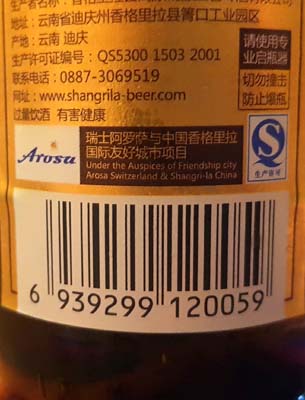 云南省迪庆州香格里拉县箐口工业园区
产地：云南 迪庆
生产许可证编号：QS5300 1503 2001
联系电话：0887-3069519
网址：www.shangrila-beer.com
过量饮酒 有害健康
请使用专
业启瓶器
切勿撞击
防止爆瓶
Arosa
瑞士阿罗萨与中国香格里拉
国际友好城市项目
Under the Auspices of Friendship city
Arosa Switzerland & Shangri-la China
生产许可
6 939299 120059